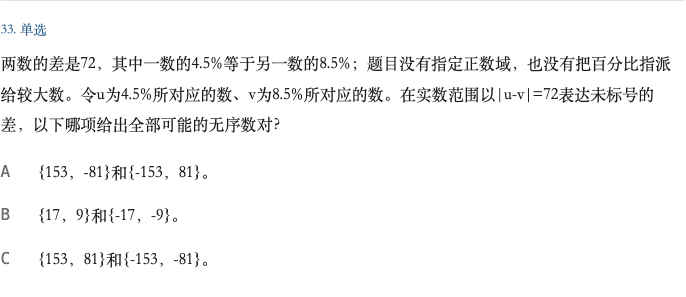 33. 单选
两数的差是72，其中一数的4.5%等于另一数的8.5%；题目没有指定正数域，也没有把百分比指派
给较大数。令u为4.5%所对应的数、v为8.5%所对应的数。在实数范围以|u-v|=72表达未标号的
差，以下哪项给出全部可能的无序数对?
A {153，-81}和{-153，81}。
B {17，9}和{-17，-9}。
C {153，81}和{-153，-81}。